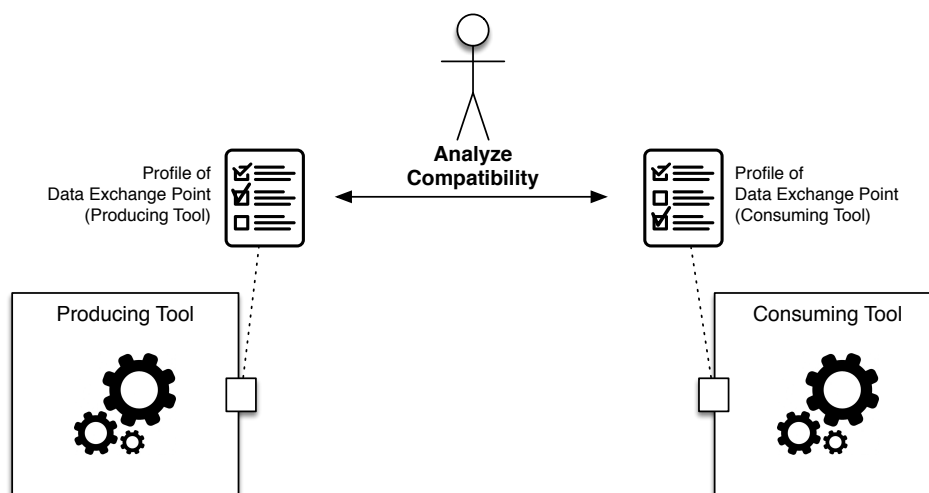 Analyze
Compatibility
Profile of
Data Exchange Point
(Producing Tool)
Profile of
Data Exchange Point
(Consuming Tool)
Producing Tool
Consuming Tool